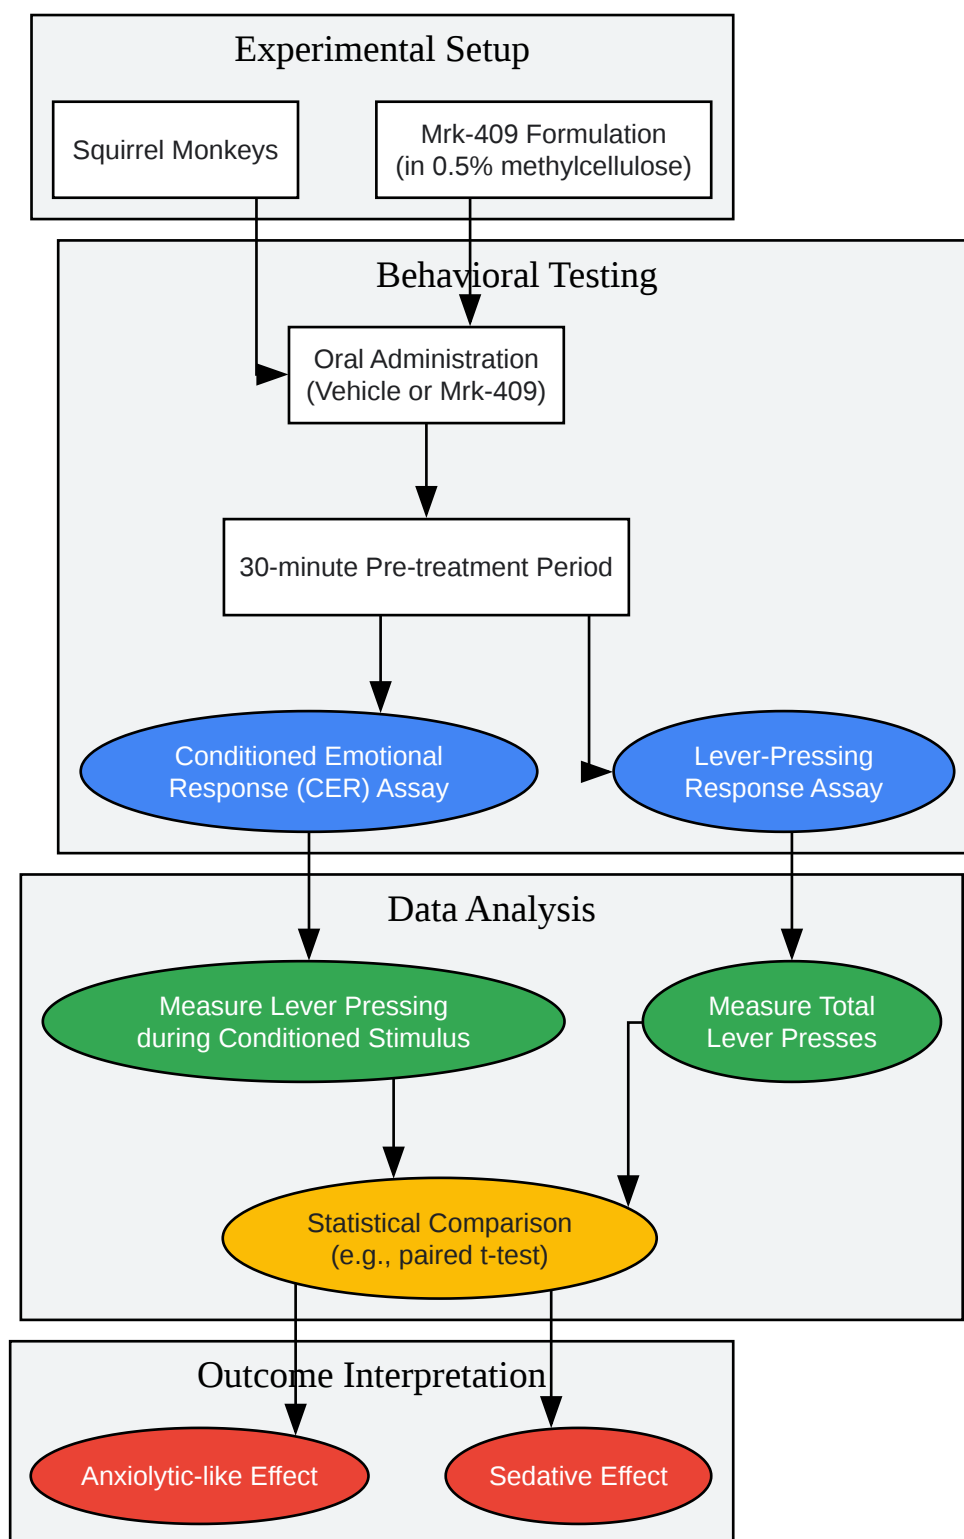 Experimental Setup
Squirrel Monkeys
Mrk-409 Formulation
(in 0.5% methylcellulose)
Behavioral Testing
Oral Administration
(Vehicle or Mrk-409)
30-minute Pre-treatment Period
Conditioned Emotional
Response (CER) Assay
Lever-Pressing
Response Assay
Data Analysis
Measure Lever Pressing
during Conditioned Stimulus
Measure Total
Lever Presses
Statistical Comparison
(e.g., paired t-test)
Outcome Interpretation
Anxiolytic-like Effect
Sedative Effect